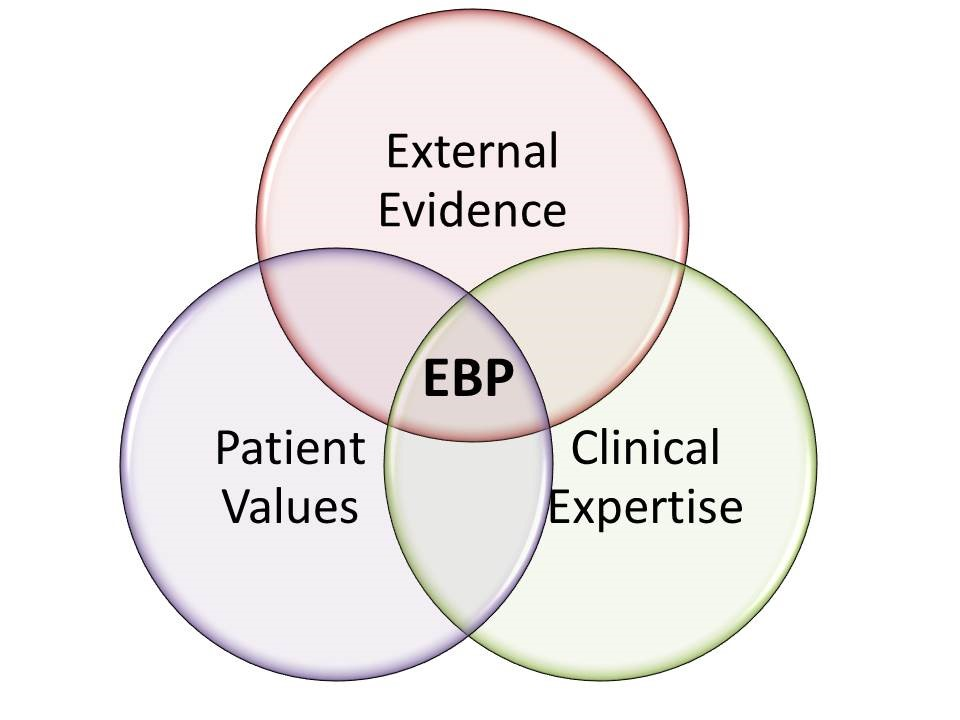 External
Evidence
EBP
Patient
Values
Clinical
Expertise